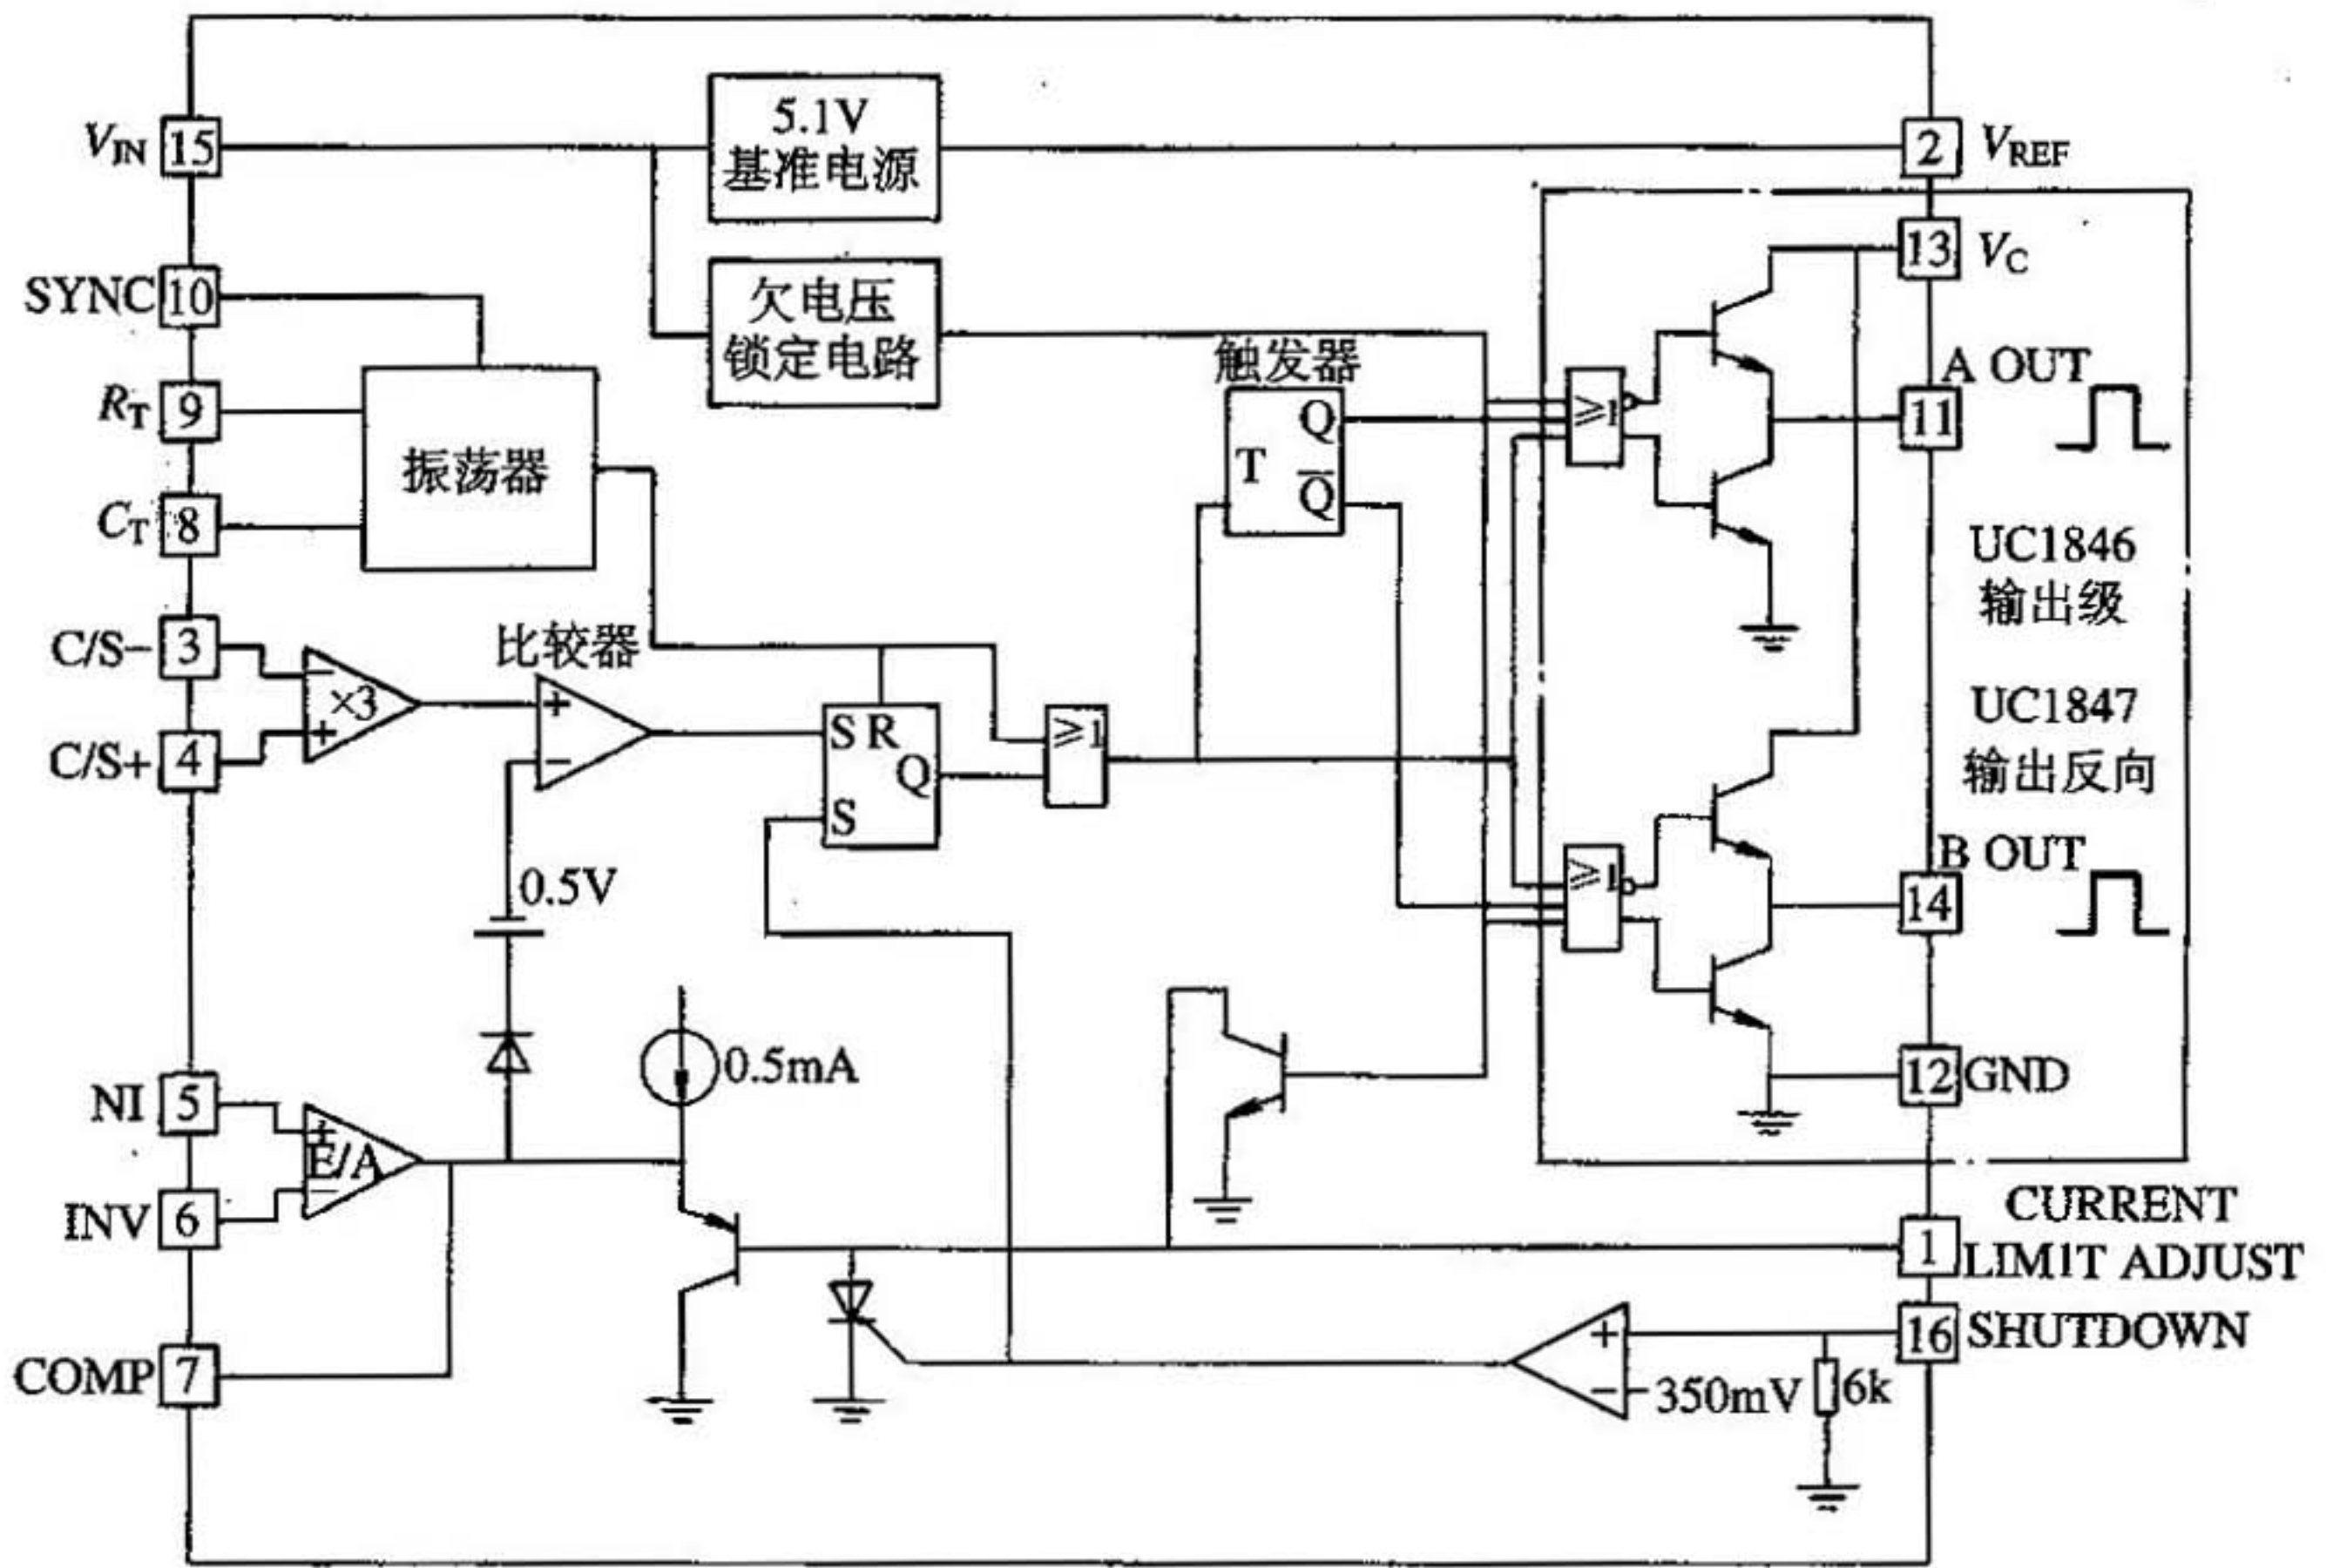 5.1V
基准电源
V_IN 15
2 V_REF
13 V_C
SYNC 10
欠电压
锁定电路
触发器
A OUT
R_T 9
Q
≥1
11
T
振荡器
Q̅
C_T 8
UC1846
输出级
C/S− 3
比较器
−
×3
+
+
S R
≥1
UC1847
输出反向
C/S+ 4
−
Q
S
B OUT
0.5V
≥1
14
0.5mA
12 GND
NI 5
+
E/A
−
INV 6
CURRENT
1 LIMIT ADJUST
+
16 SHUTDOWN
COMP 7
−
350mV
6k